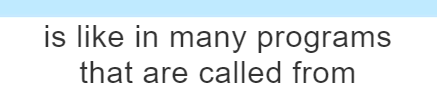 is like in many programs
that are called from